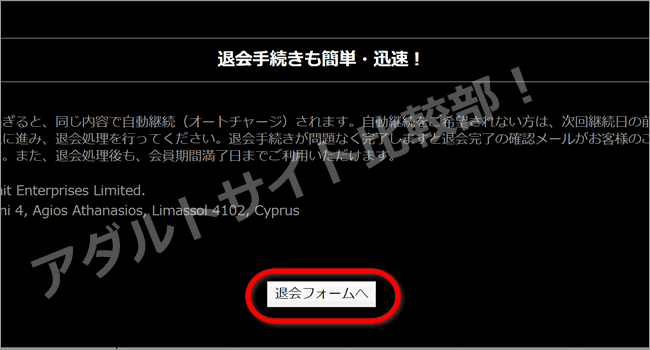 退会手続きも簡単・迅速！
ぎると、同じ内容で自動継続（オートチャージ）されます。自動継続をご希望されない方は、次回継続日の前
に進み、退会処理を行ってください。退会手続きが問題なく完了しますと退会完了の確認メールがお客様のご
。また、退会処理後も、会員期間満了日までご利用いただけます。
nit Enterprises Limited.
ni 4, Agios Athanasios, Limassol 4102, Cyprus
アダルトサイト比較部！
退会フォームへ